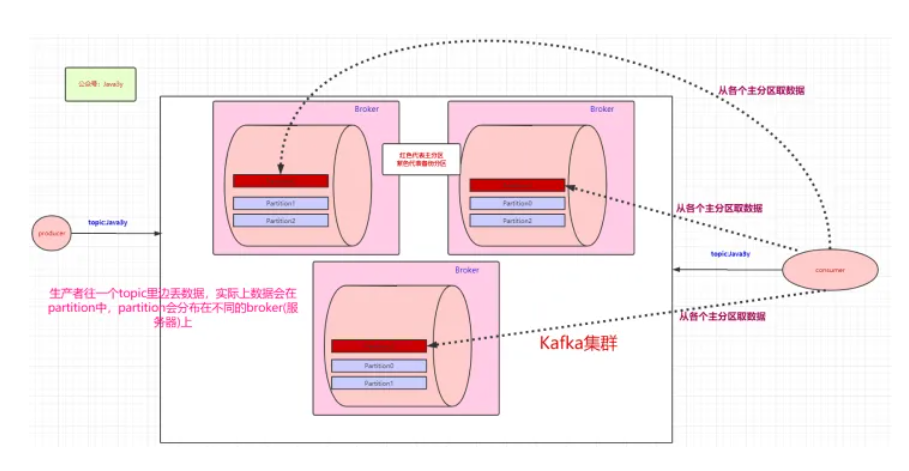 公众号：Java3y
Broker
Broker
从各个主分区取数据
红色代表主分区
紫色代表备份分区
Partition1
Partition2
Partition0
Partition2
从各个主分区取数据
producer
topicJava3y
topicJava3y
consumer
Broker
生产者往一个topic里边丢数据，实际上数据会在
partition中，partition会分布在不同的broker(服
务器)上
从各个主分区取数据
Kafka集群
Partition0
Partition1